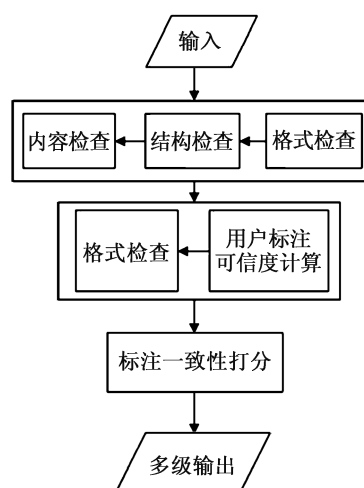 输入
内容检查
结构检查
格式检查
格式检查
用户标注
可信度计算
标注一致性打分
多级输出